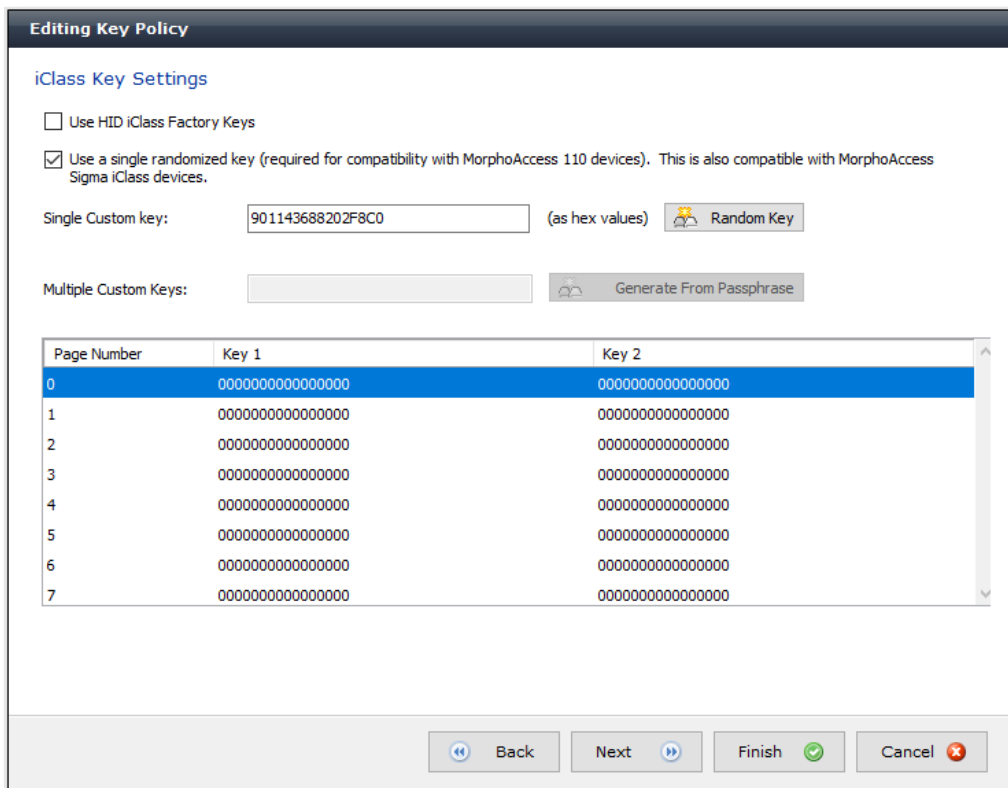 Editing Key Policy
iClass Key Settings
Use HID iClass Factory Keys
Use a single randomized key (required for compatibility with MorphoAccess 110 devices).  This is also compatible with MorphoAccess
Sigma iClass devices.
Single Custom key: 901143688202F8C0 (as hex values) Random Key
Multiple Custom Keys: Generate From Passphrase
Page Number Key 1 Key 2
0 0000000000000000 0000000000000000
1 0000000000000000 0000000000000000
2 0000000000000000 0000000000000000
3 0000000000000000 0000000000000000
4 0000000000000000 0000000000000000
5 0000000000000000 0000000000000000
6 0000000000000000 0000000000000000
7 0000000000000000 0000000000000000
Back Next Finish Cancel